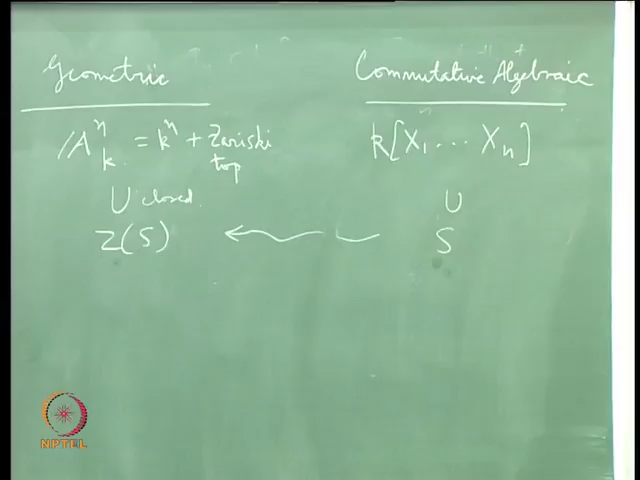 Geometric
Commutative Algebraic
𝔸ⁿₖ = kⁿ + Zariski top
k[X₁ ··· Xₙ]
∪ closed.
∪
Z(S) ← S
NPTEL